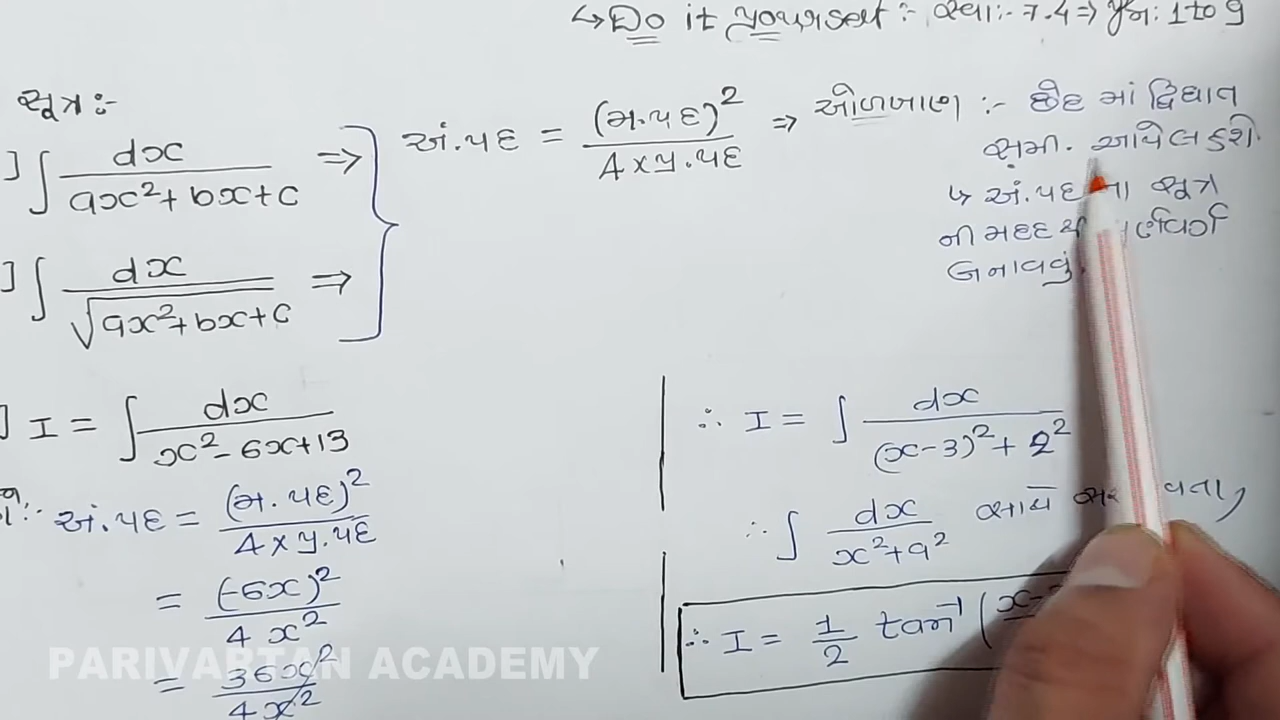 ↳ Do it yourself :- સ્વા:- 7.4 ⇒ પ્રશ્ન: 1 to 9
સૂત્ર :-
] ∫ dx / (ax² + bx + c) ⇒
] ∫ dx / √(ax² + bx + c) ⇒
અં.પદ = (મ.પદ)² / (4 x પ્ર.પદ) ⇒ ઓળખાણ :- છેદ માં દ્વિઘાત
સમી. આપેલ હશે.
↳ અં.પદ ના સૂત્ર
ની મદદ થી
બનાવવું
] I = ∫ dx / (x² - 6x + 13)
:- અં.પદ = (મ.પદ)² / (4 x પ્ર.પદ)
= (-6x)² / 4x²
= 36x² / 4x²
∴ I = ∫ dx / ((x-3)² + 2²)
∴ ∫ dx / (x² + a²) સાથે
∴ I = 1/2 tan⁻¹ (x-
PARIVARTAN ACADEMY